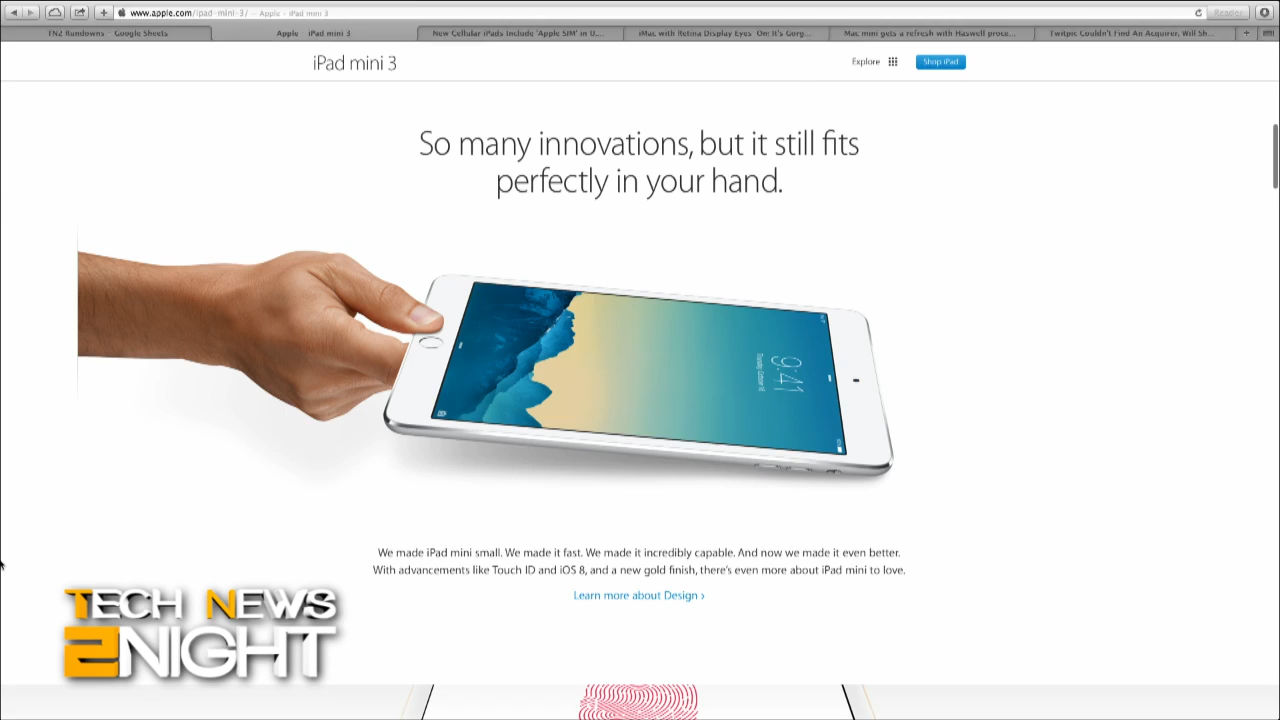 www.apple.com/ipad-mini-3/ — Apple - iPad mini 3
Reader
TN2 Rundowns - Google Sheets
Apple - iPad mini 3
New Cellular iPads Include 'Apple SIM' in U....
iMac with Retina Display Eyes-On: It's Gorg...
Mac mini gets a refresh with Haswell proce...
Twitpic Couldn't Find An Acquirer, Will Sh...
iPad mini 3
Explore
Shop iPad
So many innovations, but it still fits
perfectly in your hand.
9:41
We made iPad mini small. We made it fast. We made it incredibly capable. And now we made it even better.
With advancements like Touch ID and iOS 8, and a new gold finish, there's even more about iPad mini to love.
Learn more about Design ›
TECH NEWS
2NIGHT